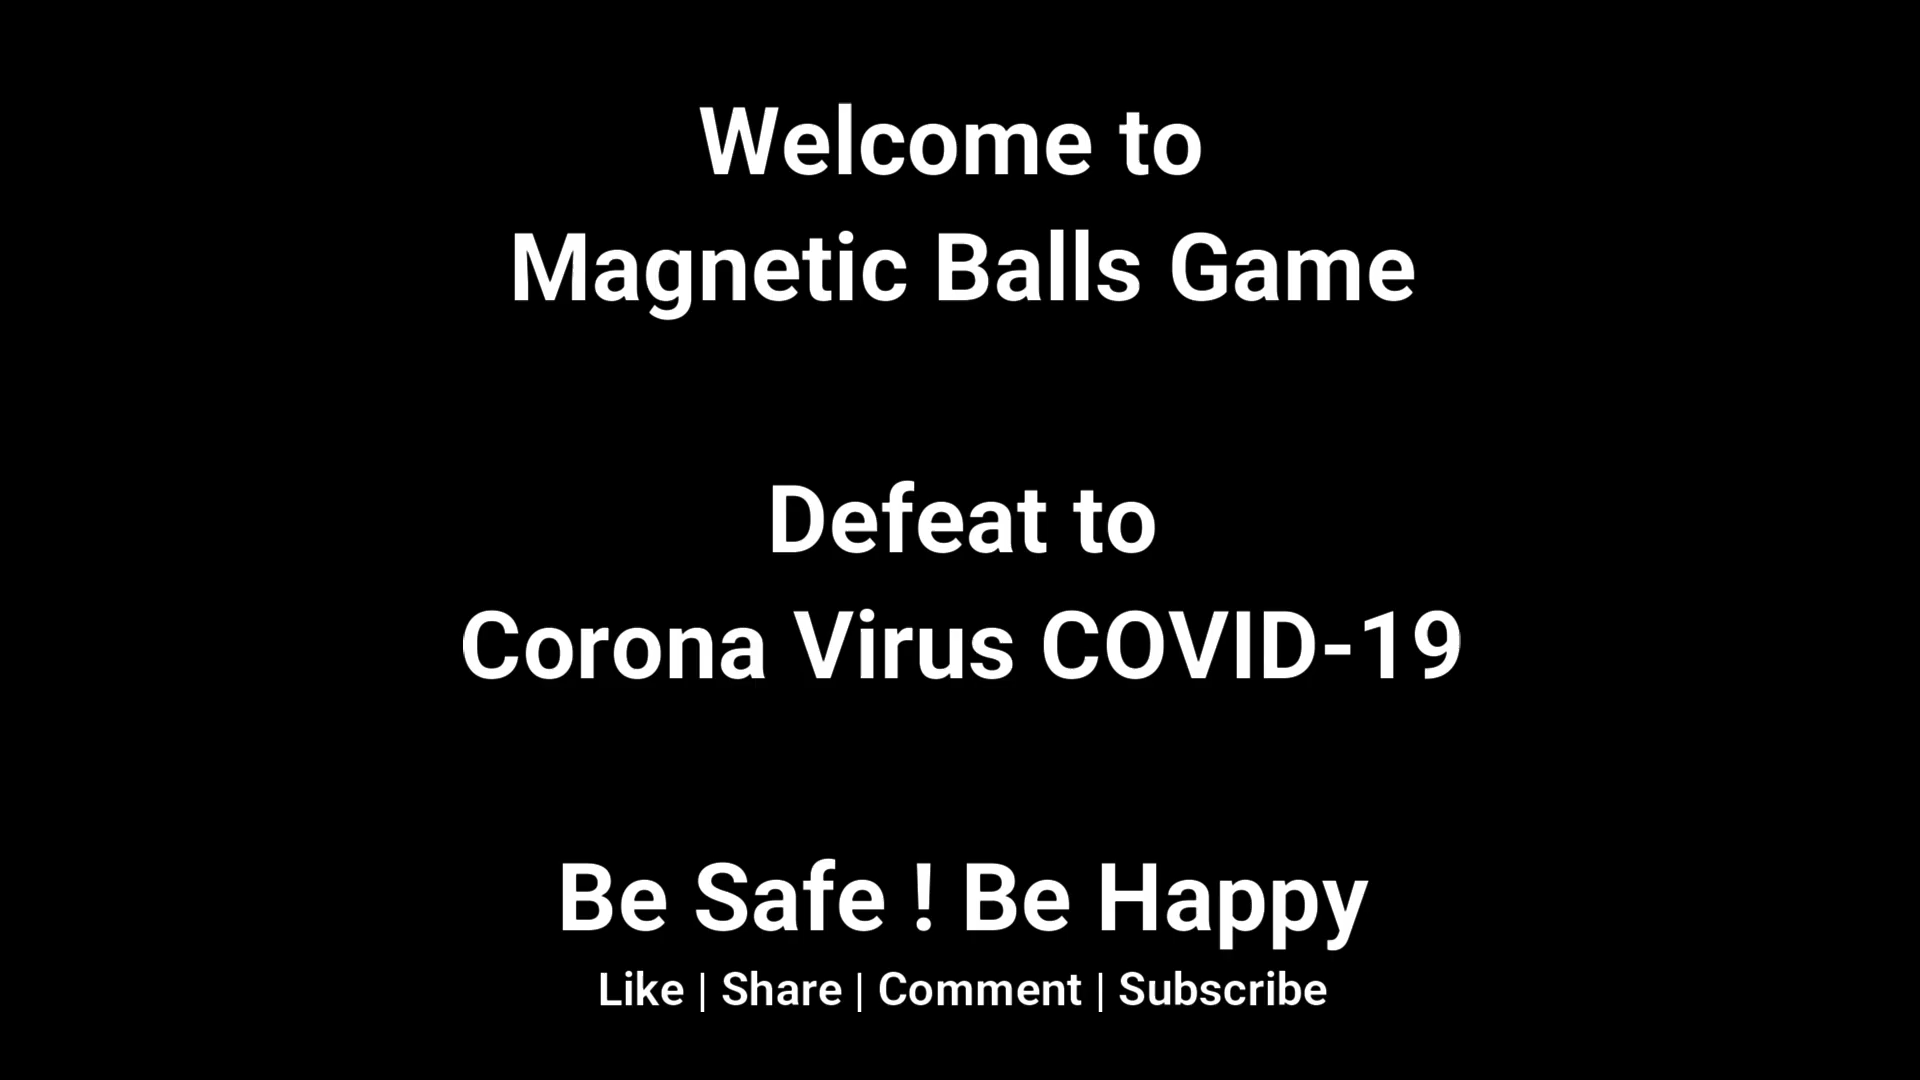 Welcome to
Magnetic Balls Game
Defeat to
Corona Virus COVID-19
Be Safe ! Be Happy
Like | Share | Comment | Subscribe